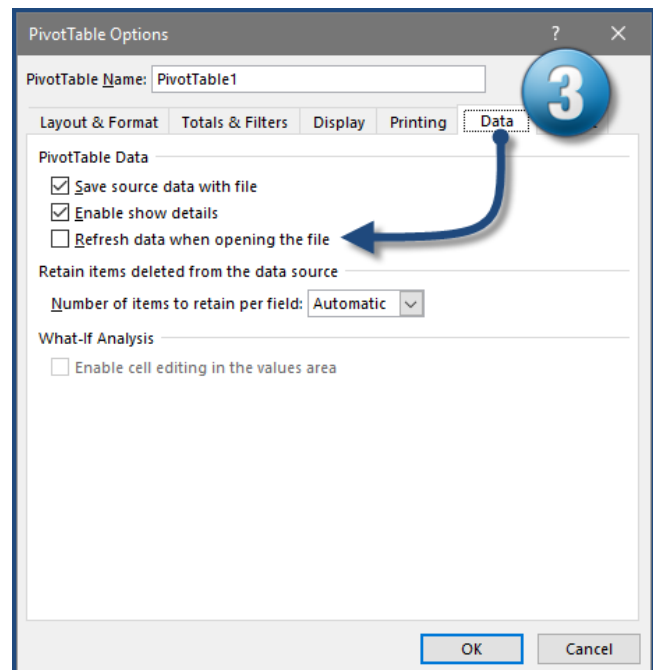 PivotTable Options
PivotTable Name: PivotTable1
3
Layout & Format Totals & Filters Display Printing Data
PivotTable Data
Save source data with file
Enable show details
Refresh data when opening the file
Retain items deleted from the data source
Number of items to retain per field: Automatic
What-If Analysis
Enable cell editing in the values area
OK Cancel